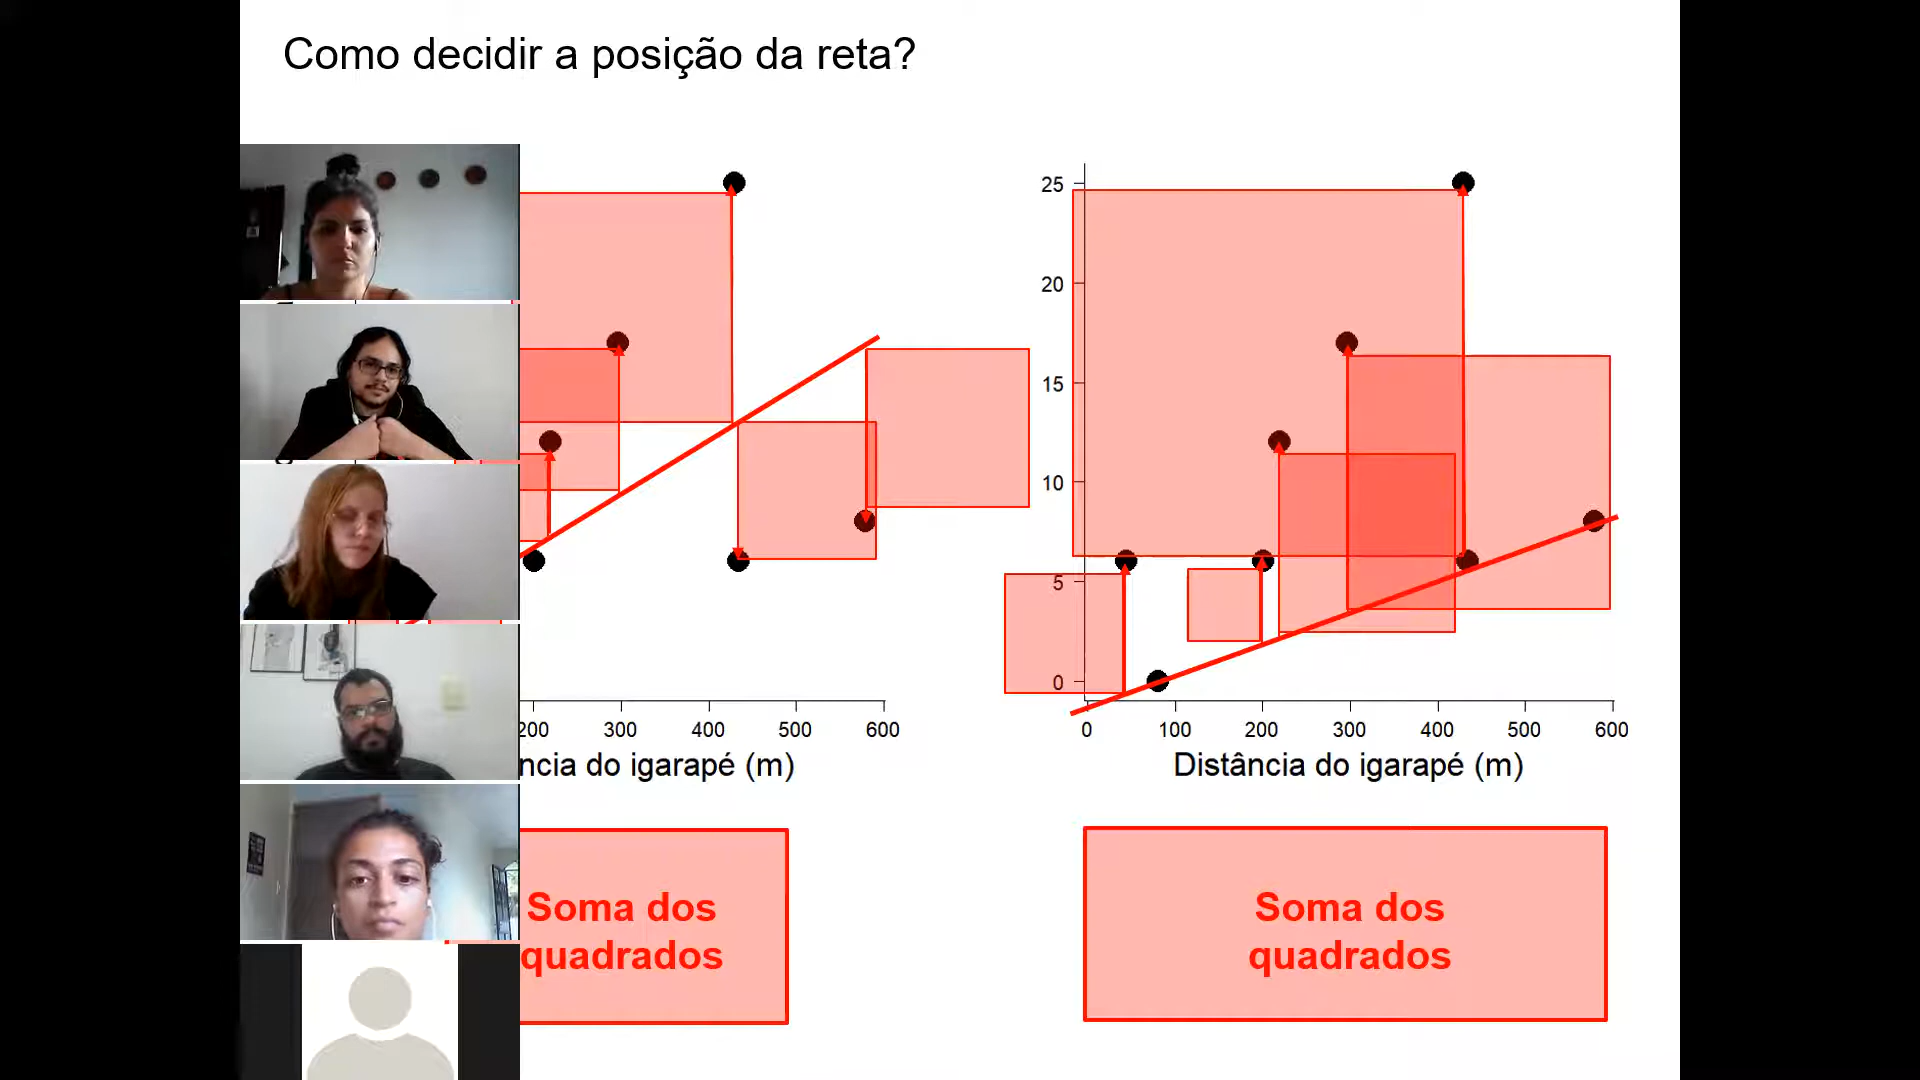 Como decidir a posição da reta?
200 300 400 500 600
ncia do igarapé (m)
Soma dos
quadrados
25
20
15
10
5
0
0 100 200 300 400 500 600
Distância do igarapé (m)
Soma dos
quadrados